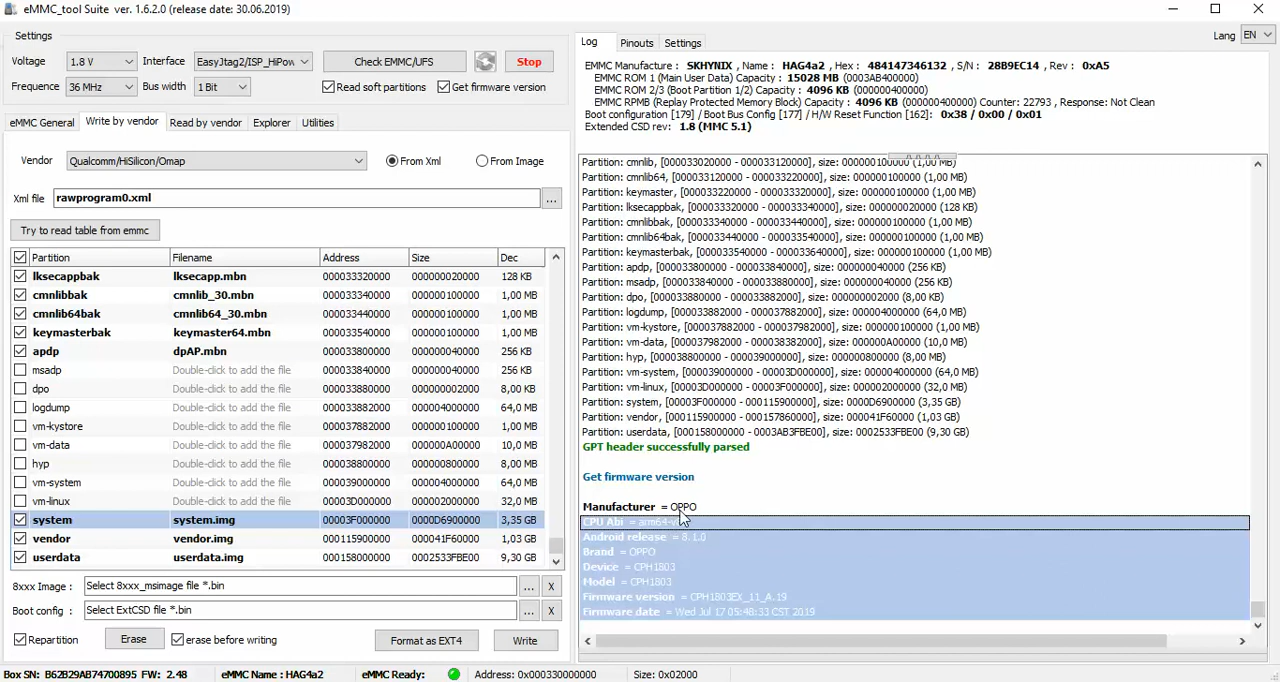 eMMC_tool Suite ver. 1.6.2.0 (release date: 30.06.2019)
Settings
Voltage 1.8 V Interface EasyJtag2/ISP_HiPow Check EMMC/UFS Stop
Frequence 36 MHz Bus width 1 Bit Read soft partitions Get firmware version
eMMC General Write by vendor Read by vendor Explorer Utilities
Vendor Qualcomm/HiSilicon/Omap From Xml From Image
Xml file rawprogram0.xml ...
Try to read table from emmc
Partition Filename Address Size Dec
lksecappbak lksecapp.mbn 000033320000 000000020000 128 KB
cmnlibbak cmnlib_30.mbn 000033340000 000000100000 1,00 MB
cmnlib64bak cmnlib64_30.mbn 000033440000 000000100000 1,00 MB
keymasterbak keymaster64.mbn 000033540000 000000100000 1,00 MB
apdp dpAP.mbn 000033800000 000000040000 256 KB
msadp Double-click to add the file 000033840000 000000040000 256 KB
dpo Double-click to add the file 000033880000 000000002000 8,00 KB
logdump Double-click to add the file 000033882000 000004000000 64,0 MB
vm-kystore Double-click to add the file 000037882000 000000100000 1,00 MB
vm-data Double-click to add the file 000037982000 000000A00000 10,0 MB
hyp Double-click to add the file 000038800000 000000800000 8,00 MB
vm-system Double-click to add the file 000039000000 000004000000 64,0 MB
vm-linux Double-click to add the file 00003D000000 000002000000 32,0 MB
system system.img 00003F000000 0000D6900000 3,35 GB
vendor vendor.img 000115900000 000041F60000 1,03 GB
userdata userdata.img 000158000000 0002533FBE00 9,30 GB
8xxx Image : Select 8xxx_msimage file *.bin ... X
Boot config : Select ExtCSD file *.bin ... X
Repartition Erase erase before writing Format as EXT4 Write
Log Pinouts Settings Lang EN
EMMC Manufacture : SKHYNIX , Name : HAG4a2 , Hex : 484147346132 , S/N : 28B9EC14 , Rev : 0xA5
EMMC ROM 1 (Main User Data) Capacity : 15028 MB (0003AB400000)
EMMC ROM 2/3 (Boot Partition 1/2) Capacity : 4096 KB (000000400000)
EMMC RPMB (Replay Protected Memory Block) Capacity : 4096 KB (000000400000) Counter: 22793 , Response: Not Clean
Boot configuration [179] / Boot Bus Config [177] / H/W Reset Function [162]: 0x38 / 0x00 / 0x01
Extended CSD rev: 1.8 (MMC 5.1)
Partition: cmnlib, [000033020000 - 000033120000], size: 000000100000 (1,00 MB)
Partition: cmnlib64, [000033120000 - 000033220000], size: 000000100000 (1,00 MB)
Partition: keymaster, [000033220000 - 000033320000], size: 000000100000 (1,00 MB)
Partition: lksecappbak, [000033320000 - 000033340000], size: 000000020000 (128 KB)
Partition: cmnlibbak, [000033340000 - 000033440000], size: 000000100000 (1,00 MB)
Partition: cmnlib64bak, [000033440000 - 000033540000], size: 000000100000 (1,00 MB)
Partition: keymasterbak, [000033540000 - 000033640000], size: 000000100000 (1,00 MB)
Partition: apdp, [000033800000 - 000033840000], size: 000000040000 (256 KB)
Partition: msadp, [000033840000 - 000033880000], size: 000000040000 (256 KB)
Partition: dpo, [000033880000 - 000033882000], size: 000000002000 (8,00 KB)
Partition: logdump, [000033882000 - 000037882000], size: 000004000000 (64,0 MB)
Partition: vm-kystore, [000037882000 - 000037982000], size: 000000100000 (1,00 MB)
Partition: vm-data, [000037982000 - 000038382000], size: 000000A00000 (10,0 MB)
Partition: hyp, [000038800000 - 000039000000], size: 000000800000 (8,00 MB)
Partition: vm-system, [000039000000 - 00003D000000], size: 000004000000 (64,0 MB)
Partition: vm-linux, [00003D000000 - 00003F000000], size: 000002000000 (32,0 MB)
Partition: system, [00003F000000 - 000115900000], size: 0000D6900000 (3,35 GB)
Partition: vendor, [000115900000 - 000157860000], size: 000041F60000 (1,03 GB)
Partition: userdata, [000158000000 - 0003AB3FBE00], size: 0002533FBE00 (9,30 GB)
GPT header successfully parsed
Get firmware version
Manufacturer = OPPO
CPU Abi = arm64-
Android release = 8.1.0
Brand = OPPO
Device = CPH1803
Model = CPH1803
Firmware version = CPH1803EX_11_A.19
Firmware date = Wed Jul 17 05:48:33 CST 2019
Box SN: B62B29AB74700895 FW: 2.48 eMMC Name : HAG4a2 eMMC Ready: Address: 0x000330000000 Size: 0x02000